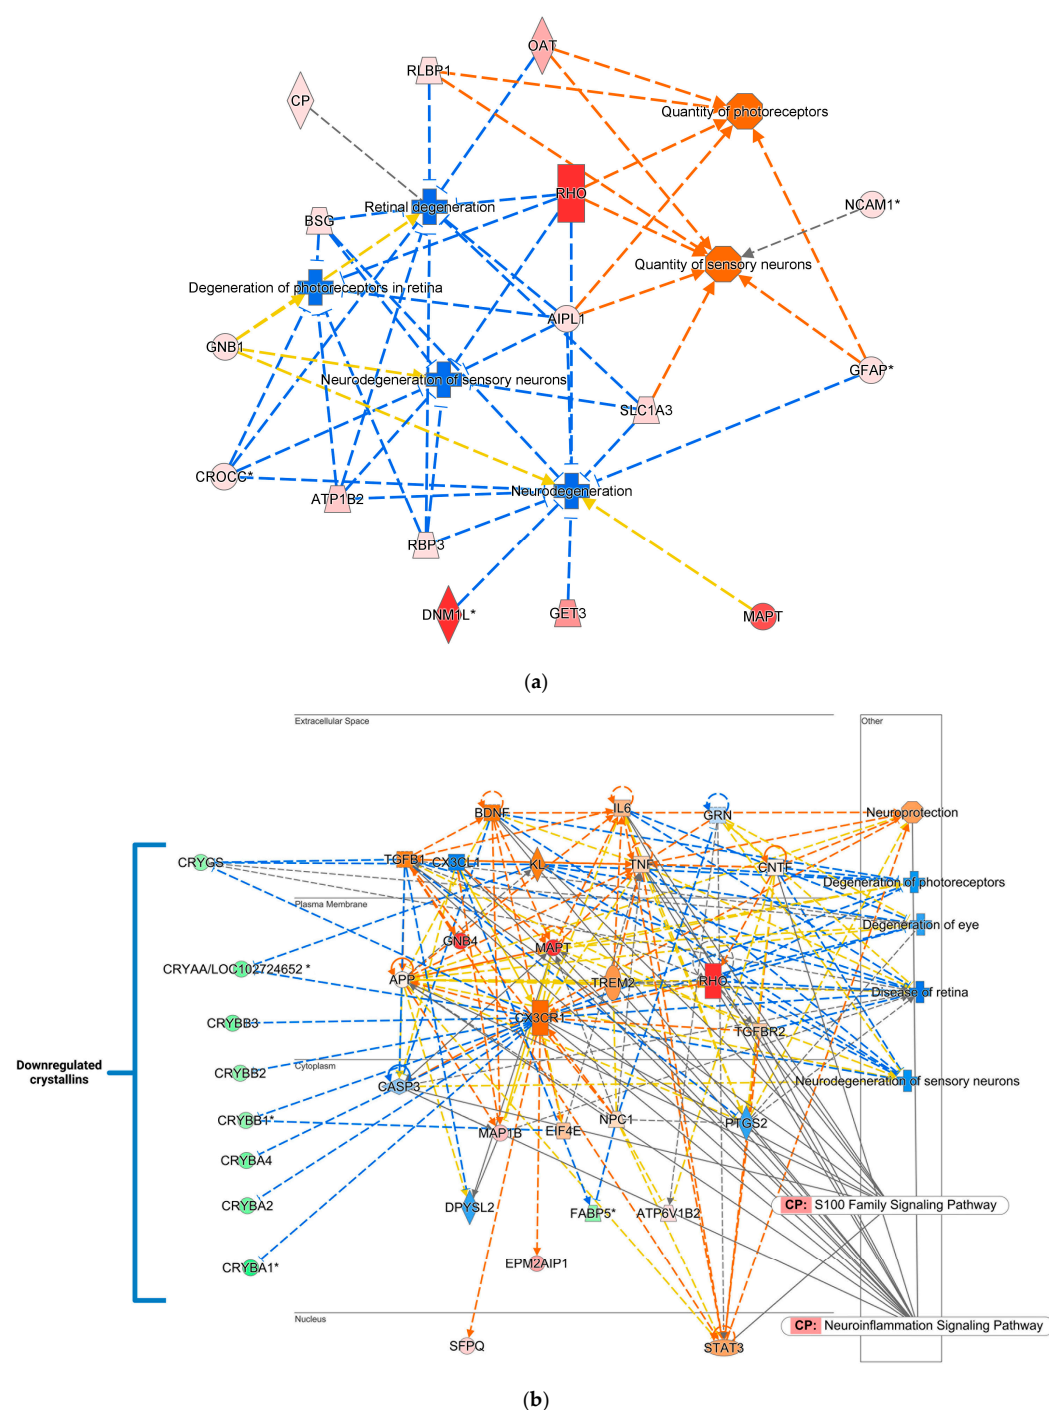 OAT
RLBP1
CP
Quantity of photoreceptors
RHO
NCAM1*
Retinal degeneration
BSG
Quantity of sensory neurons
Degeneration of photoreceptors in retina
AIPL1
GNB1
GFAP*
Neurodegeneration of sensory neurons
SLC1A3
CROCC*
Neurodegeneration
ATP1B2
RBP3
DNM1L*
GET3
MAPT
(a)
Extracellular Space
Other
BDNF
IL6
GRN
Neuroprotection
CRYGS
TGFB1
CX3CL1
KL
TNF
CNTF
Degeneration of photoreceptors
Plasma Membrane
Degeneration of eye
GNB4
MAPT
CRYAA/LOC102724652 *
APP
TREM2
RHO
Disease of retina
CRYBB3
CX3CR1
TGFBR2
Downregulated
crystallins
Cytoplasm
CRYBB2
CASP3
Neurodegeneration of sensory neurons
CRYBB1*
MAP1B
EIF4E
NPC1
PTGS2
CRYBA4
CRYBA2
DPYSL2
FABP5*
ATP6V1B2
CP: S100 Family Signaling Pathway
CRYBA1*
EPM2AIP1
Nucleus
CP: Neuroinflammation Signaling Pathway
SFPQ
STAT3
(b)